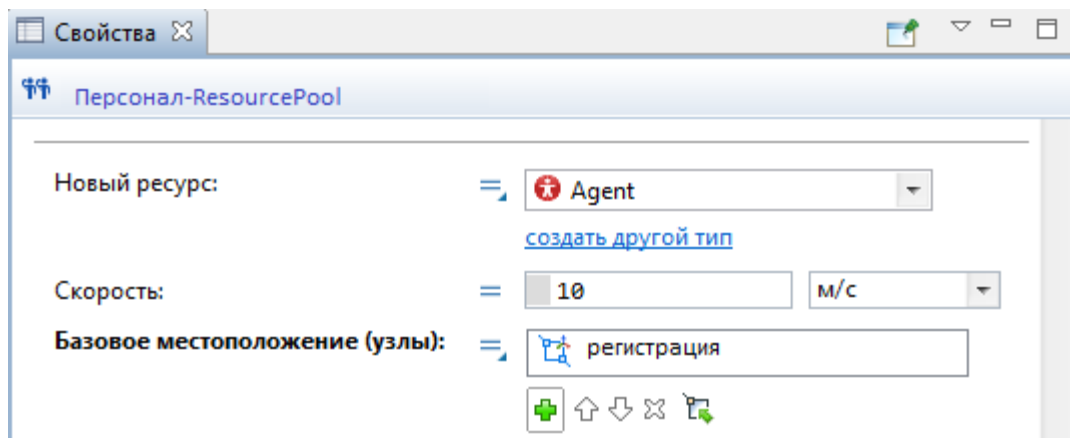 Свойства
Персонал-ResourcePool
Новый ресурс: Agent
создать другой тип
Скорость: 10 м/с
Базовое местоположение (узлы): регистрация